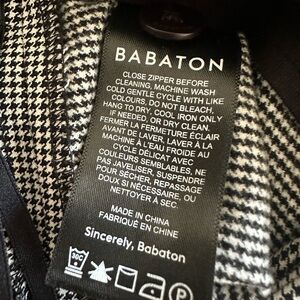 BABATON
CLOSE ZIPPER BEFORE
CLEANING, MACHINE WASH
COLD GENTLE CYCLE WITH LIKE
COLOURS, DO NOT BLEACH,
HANG TO DRY, COOL IRON ONLY
IF NEEDED, OR DRY CLEAN.
FERMER LA FERMETURE ÉCLAIR
AVANT DE LAVER, LAVER À LA
MACHINE À L'EAU FROIDE AU
CYCLE DÉLICAT AVEC
COULEURS SEMBLABLES, NE
PAS JAVELISER, SUSPENDRE
POUR SÉCHER, REPASSAGE
DOUX SI NÉCESSAIRE, OU
NETTOYER À SEC.
MADE IN CHINA
FABRIQUÉ EN CHINE
Sincerely, Babaton
30C P